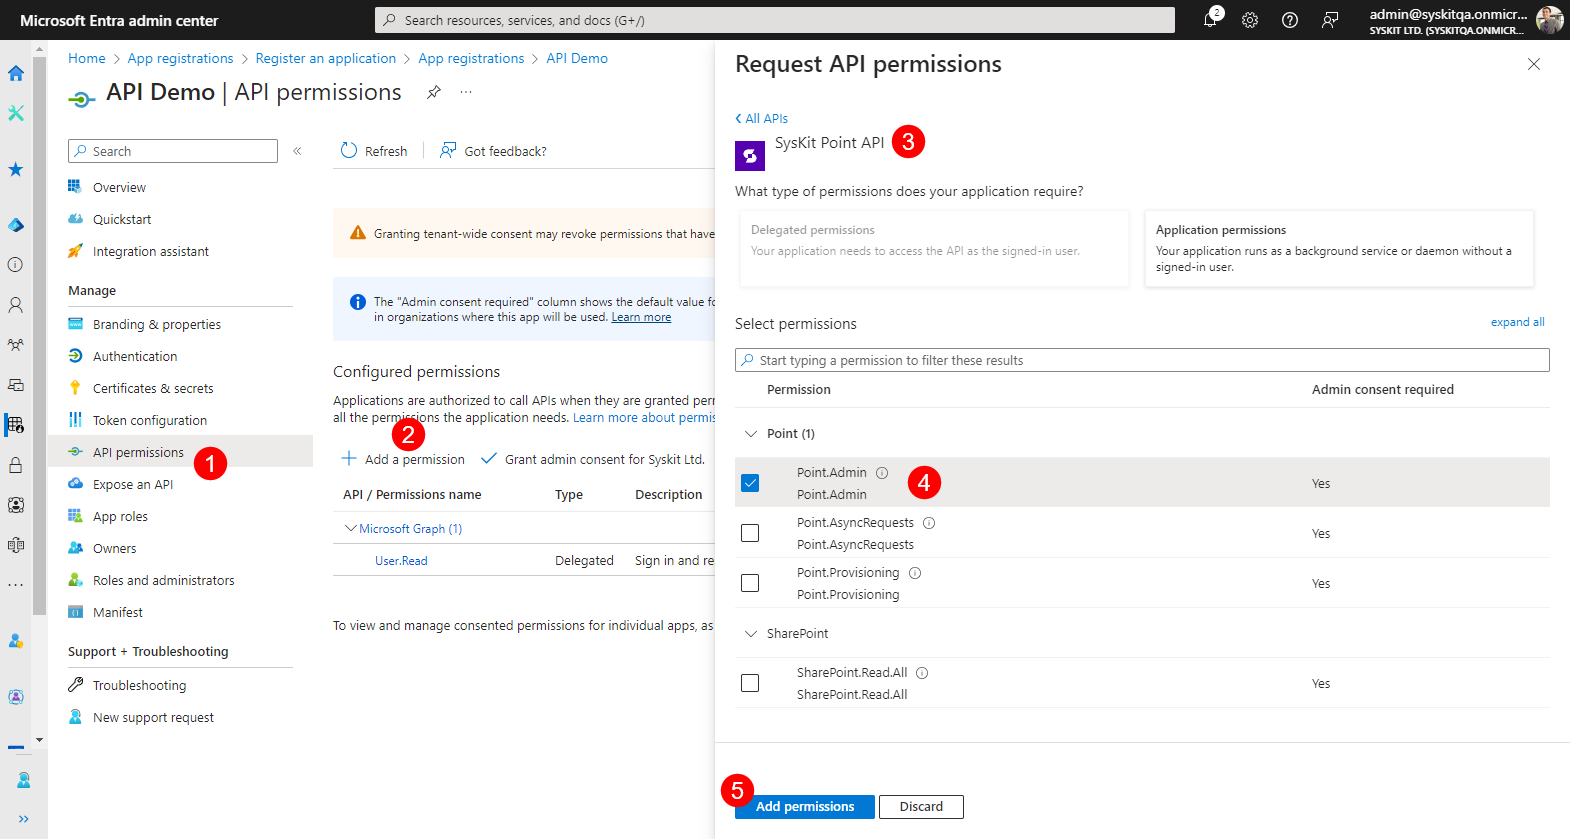 Microsoft Entra admin center
Search resources, services, and docs (G+/)
2
admin@syskitqa.onmicr...
SYSKIT LTD. (SYSKITQA.ONMICR...
Home > App registrations > Register an application > App registrations > API Demo
API Demo | API permissions
...
Search
«
Overview
Quickstart
Integration assistant
Manage
Branding & properties
Authentication
Certificates & secrets
Token configuration
API permissions
1
Expose an API
App roles
Owners
Roles and administrators
Manifest
Support + Troubleshooting
Troubleshooting
New support request
Refresh
Got feedback?
Granting tenant-wide consent may revoke permissions that have
The "Admin consent required" column shows the default value fo
in organizations where this app will be used. Learn more
Configured permissions
Applications are authorized to call APIs when they are granted perr
all the permissions the application needs. Learn more about permis
2
Add a permission
Grant admin consent for Syskit Ltd.
API / Permissions name Type Description
Microsoft Graph (1)
User.Read Delegated Sign in and re
To view and manage consented permissions for individual apps, as
Request API permissions
All APIs
SysKit Point API
3
What type of permissions does your application require?
Delegated permissions
Your application needs to access the API as the signed-in user.
Application permissions
Your application runs as a background service or daemon without a
signed-in user.
Select permissions
expand all
Start typing a permission to filter these results
Permission Admin consent required
Point (1)
Point.Admin
Point.Admin
4
Yes
Point.AsyncRequests
Point.AsyncRequests
Yes
Point.Provisioning
Point.Provisioning
Yes
SharePoint
SharePoint.Read.All
SharePoint.Read.All
Yes
5
Add permissions
Discard